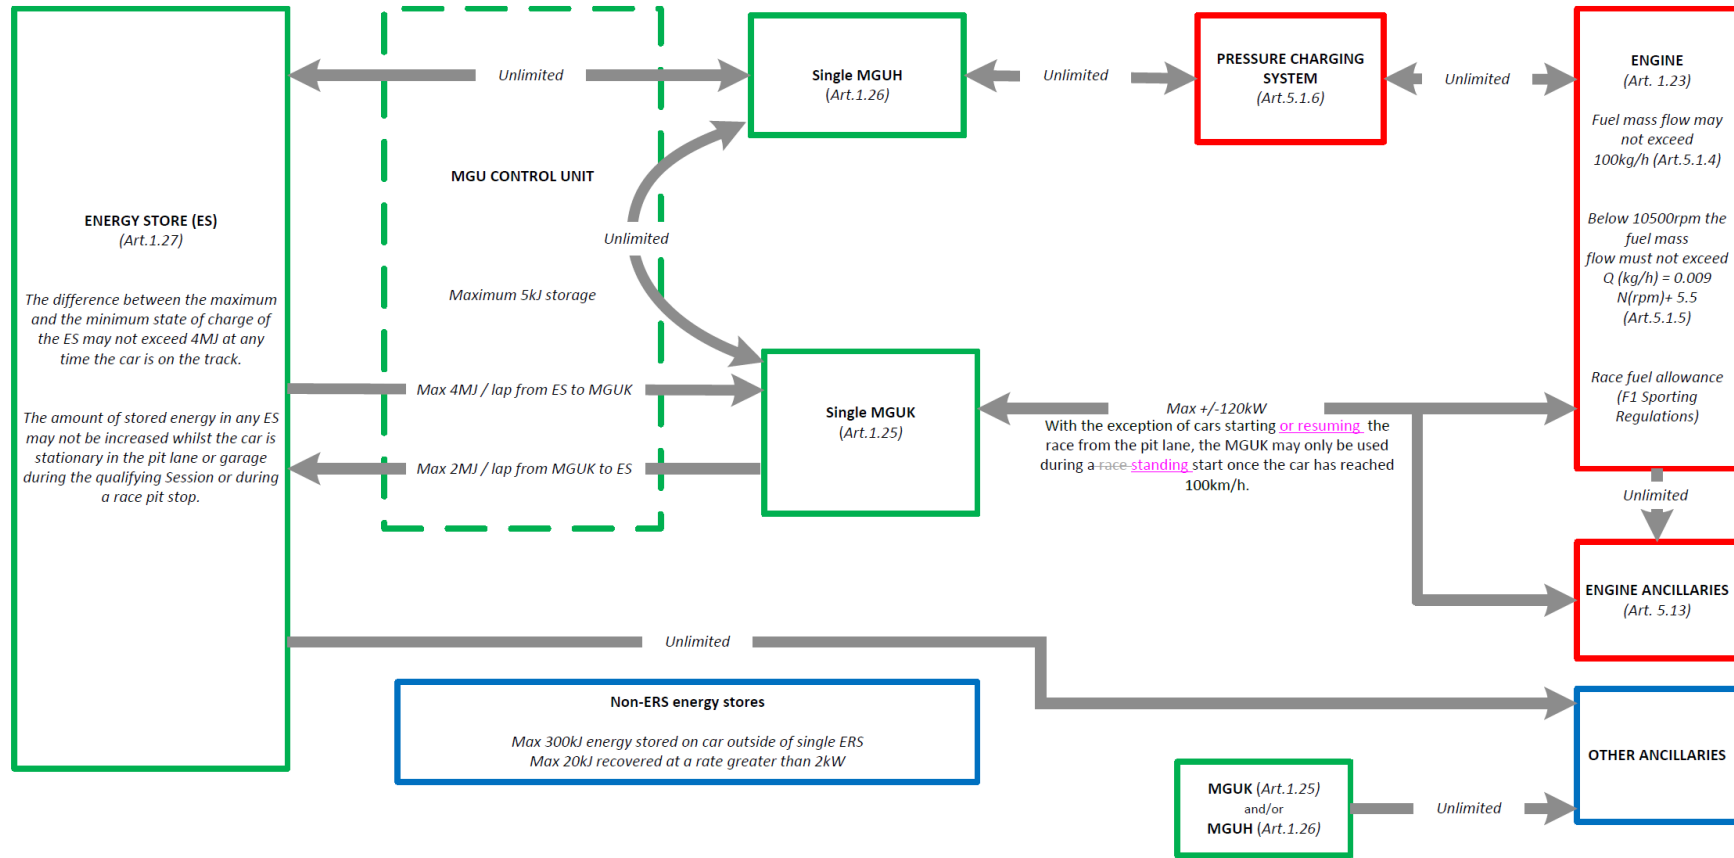 ENERGY STORE (ES)
(Art.1.27)
The difference between the maximum
and the minimum state of charge of
the ES may not exceed 4MJ at any
time the car is on the track.
The amount of stored energy in any ES
may not be increased whilst the car is
stationary in the pit lane or garage
during the qualifying Session or during
a race pit stop.
Unlimited
MGU CONTROL UNIT
Unlimited
Maximum 5kJ storage
Max 4MJ / lap from ES to MGUK
Max 2MJ / lap from MGUK to ES
Single MGUH
(Art.1.26)
Unlimited
PRESSURE CHARGING
SYSTEM
(Art.5.1.6)
Unlimited
ENGINE
(Art. 1.23)
Fuel mass flow may
not exceed
100kg/h (Art.5.1.4)
Below 10500rpm the
fuel mass
flow must not exceed
Q (kg/h) = 0.009
N(rpm)+ 5.5
(Art.5.1.5)
Race fuel allowance
(F1 Sporting
Regulations)
Single MGUK
(Art.1.25)
Max +/-120kW
With the exception of cars starting or resuming the
race from the pit lane, the MGUK may only be used
during a race standing start once the car has reached
100km/h.
Unlimited
ENGINE ANCILLARIES
(Art. 5.13)
Unlimited
Non-ERS energy stores
Max 300kJ energy stored on car outside of single ERS
Max 20kJ recovered at a rate greater than 2kW
OTHER ANCILLARIES
MGUK (Art.1.25)
and/or
MGUH (Art.1.26)
Unlimited